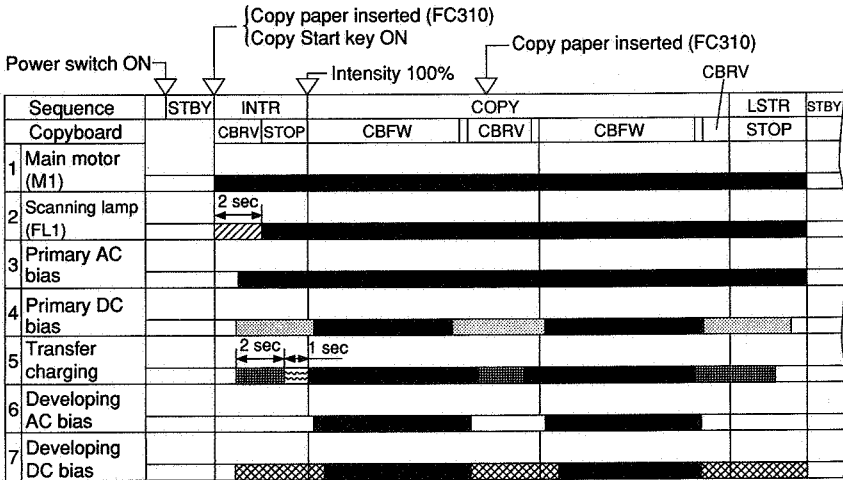 Copy paper inserted (FC310)
Copy Start key ON
Power switch ON
Intensity 100%
Copy paper inserted (FC310)
CBRV
Sequence STBY INTR COPY LSTR STBY
Copyboard CBRV STOP CBFW CBRV CBFW STOP
1 Main motor
(M1)
2 Scanning lamp
(FL1)
2 sec
3 Primary AC
bias
4 Primary DC
bias
5 Transfer
charging
2 sec 1 sec
6 Developing
AC bias
7 Developing
DC bias